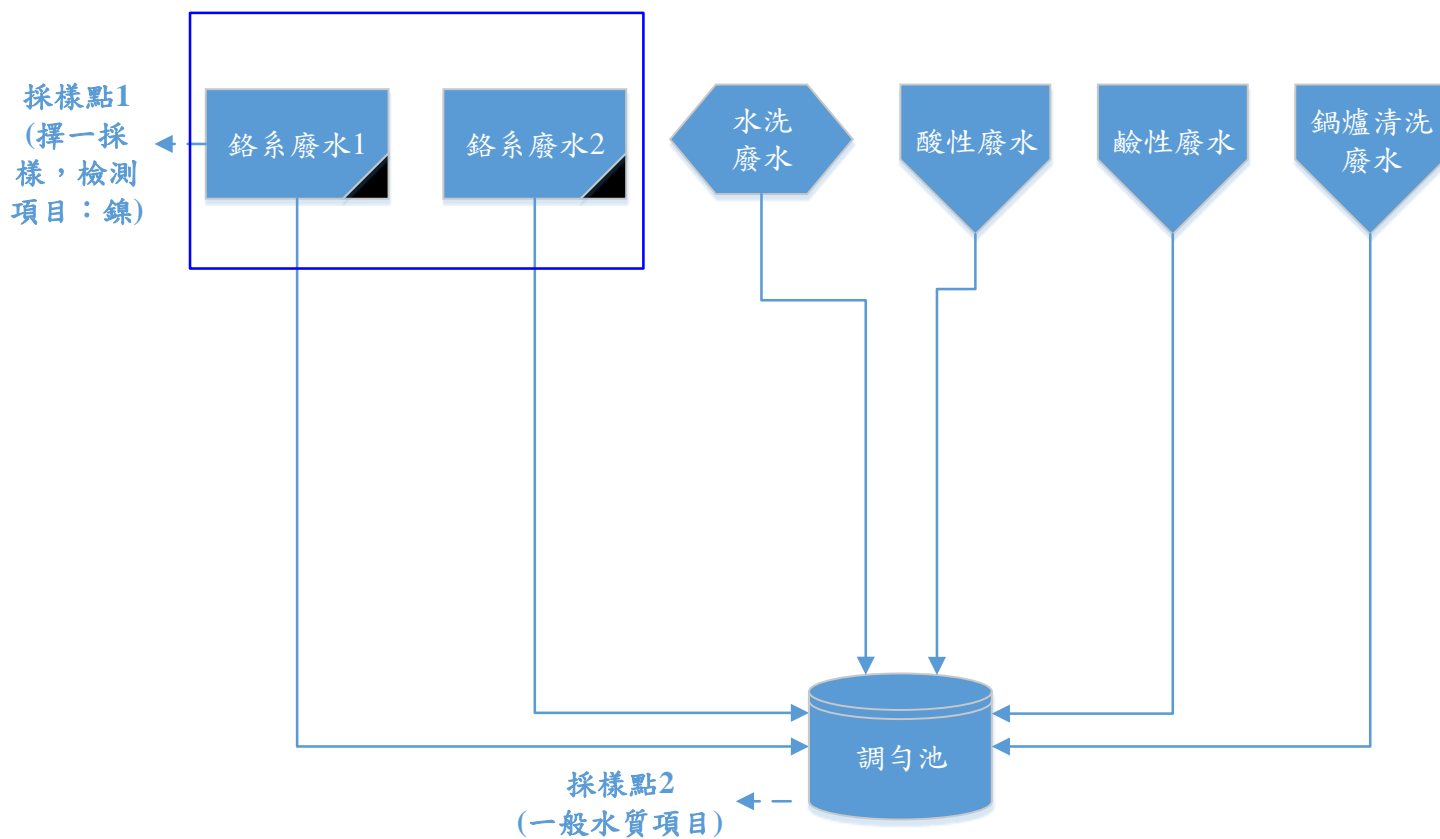 採樣點1
(擇一採
樣，檢測
項目：鎳)
鉻系廢水1
鉻系廢水2
水洗
廢水
酸性廢水
鹼性廢水
鍋爐清洗
廢水
調勻池
採樣點2
(一般水質項目)